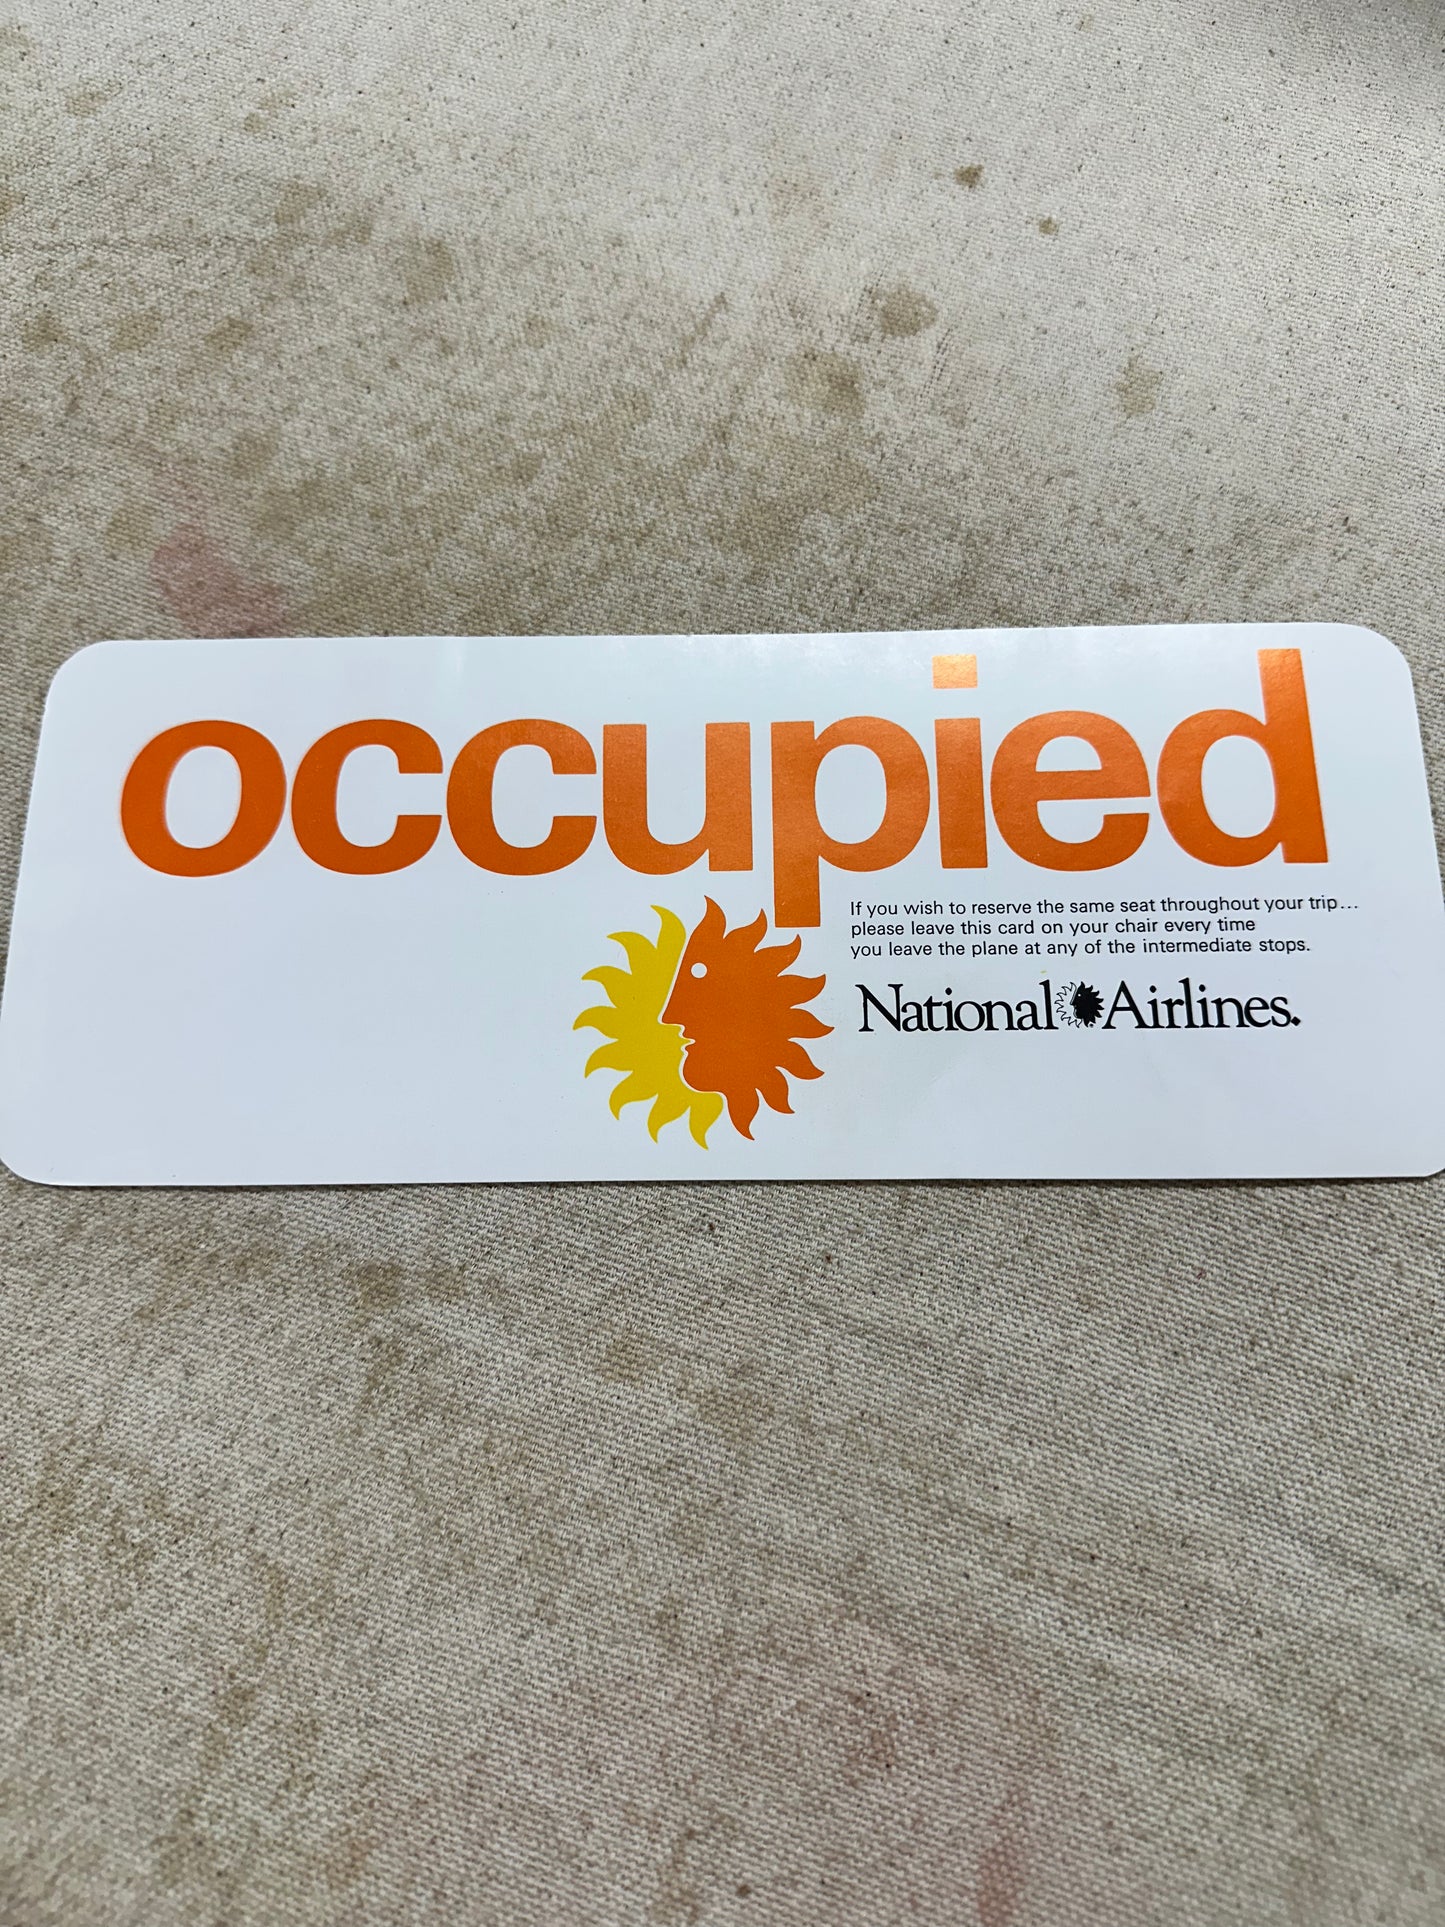 occupied
If you wish to reserve the same seat throughout your trip...
please leave this card on your chair every time
you leave the plane at any of the intermediate stops.
National Airlines.